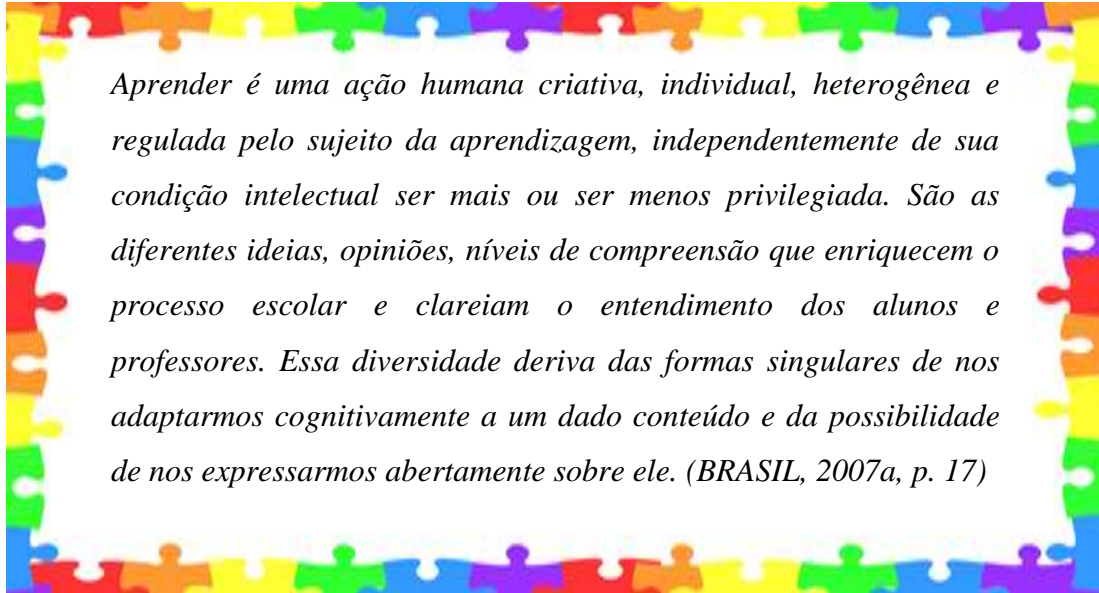 Aprender é uma ação humana criativa, individual, heterogênea e
regulada pelo sujeito da aprendizagem, independentemente de sua
condição intelectual ser mais ou ser menos privilegiada. São as
diferentes ideias, opiniões, níveis de compreensão que enriquecem o
processo escolar e clareiam o entendimento dos alunos e
professores. Essa diversidade deriva das formas singulares de nos
adaptarmos cognitivamente a um dado conteúdo e da possibilidade
de nos expressarmos abertamente sobre ele. (BRASIL, 2007a, p. 17)